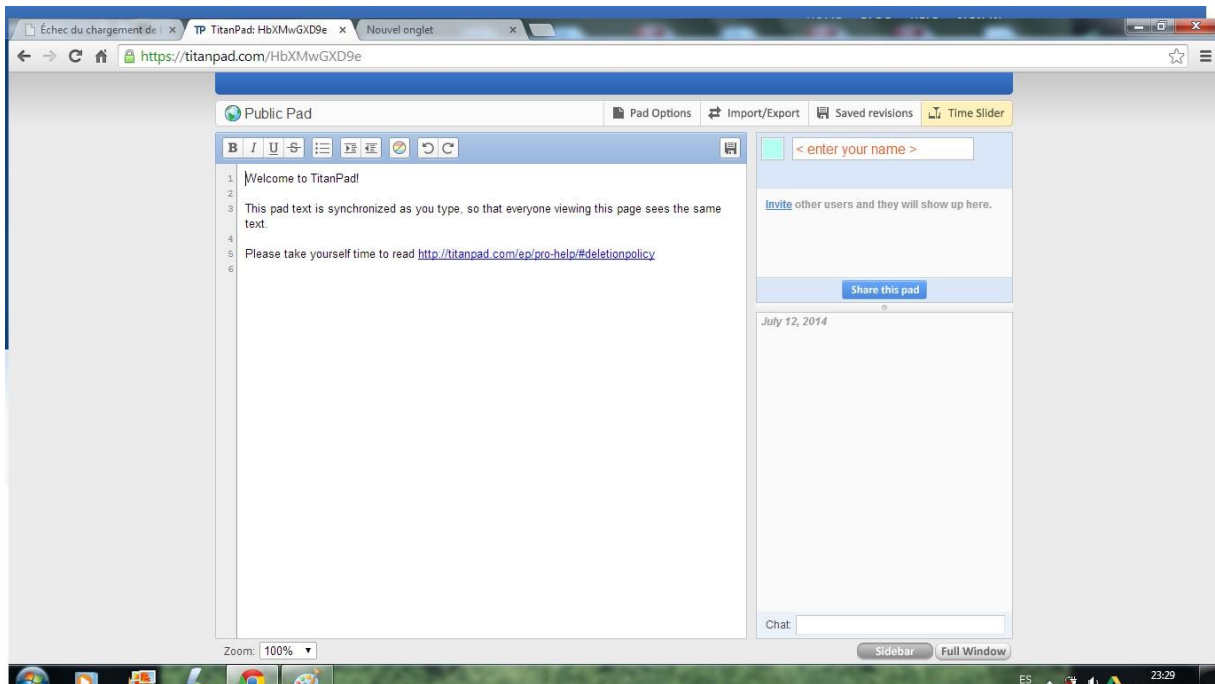 Échec du chargement de l
TP TitanPad: HbXMwGXD9e
Nouvel onglet
https://titanpad.com/HbXMwGXD9e
Public Pad
Pad Options
Import/Export
Saved revisions
Time Slider
B I U S
< enter your name >
1 Welcome to TitanPad!
2
3 This pad text is synchronized as you type, so that everyone viewing this page sees the same
text.
4
5 Please take yourself time to read http://titanpad.com/ep/pro-help/#deletionpolicy
6
Invite other users and they will show up here.
Share this pad
July 12, 2014
Chat:
Zoom: 100%
Sidebar
Full Window
ES
23:29